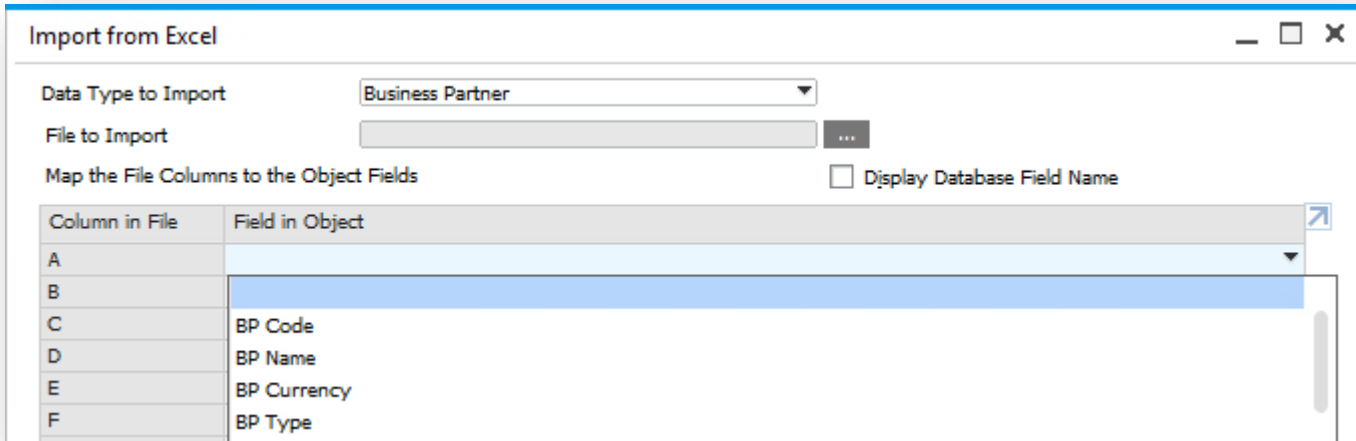 Import from Excel
Data Type to Import Business Partner
File to Import ...
Map the File Columns to the Object Fields Display Database Field Name
Column in File Field in Object
A
B
C BP Code
D BP Name
E BP Currency
F BP Type